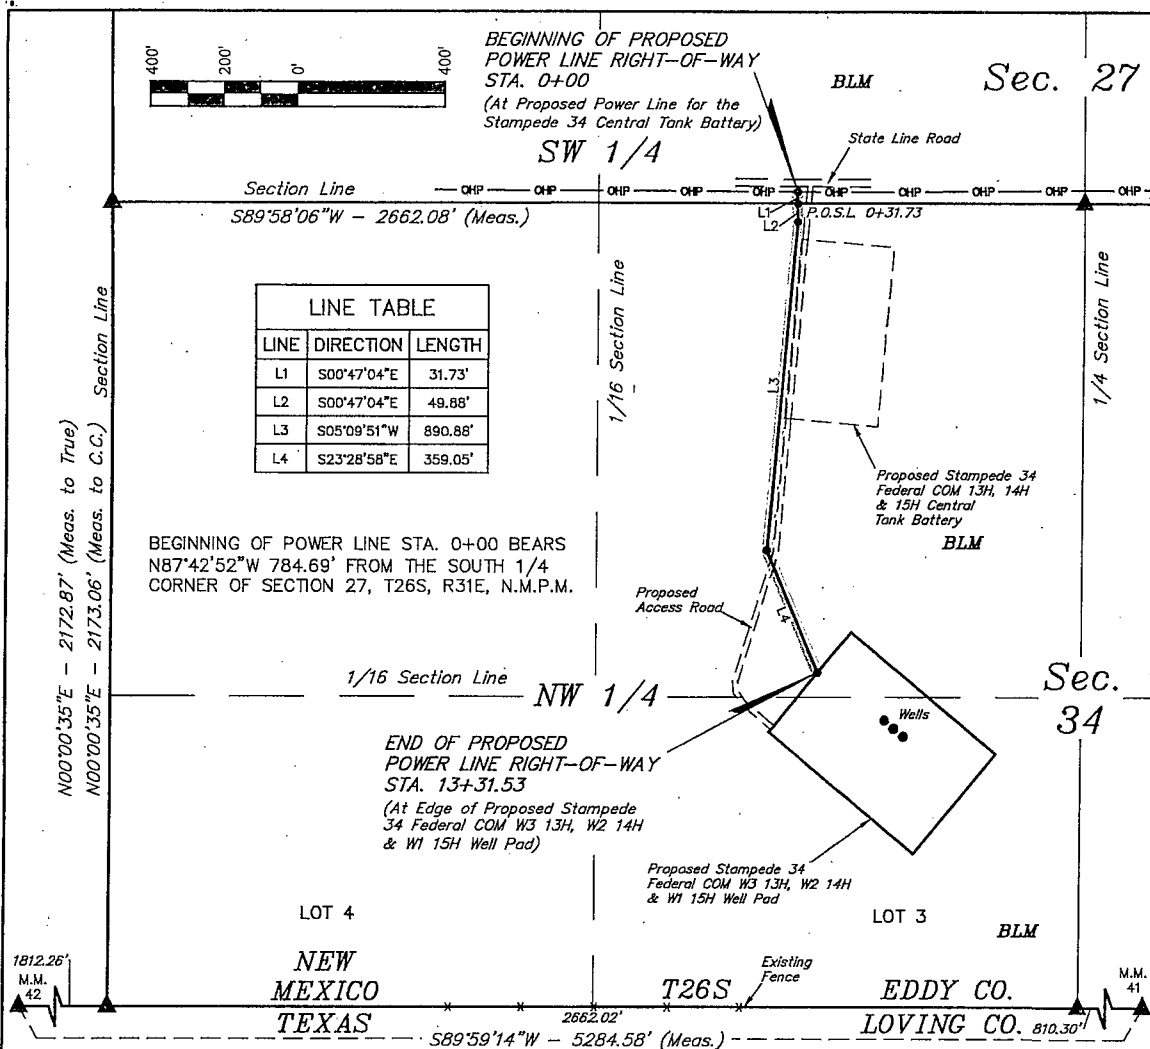 400'
200'
0'
400'
BEGINNING OF PROPOSED
POWER LINE RIGHT-OF-WAY
STA. 0+00
(At Proposed Power Line for the
Stampede 34 Central Tank Battery)
BLM
Sec. 27
SW 1/4
State Line Road
Section Line
OHP OHP OHP OHP OHP OHP OHP OHP OHP OHP
S89°58'06"W - 2662.08' (Meas.)
L1
P.O.S.L. 0+31.73
L2
LINE TABLE
LINE DIRECTION LENGTH
L1 S00°47'04"E 31.73'
L2 S00°47'04"E 49.88'
L3 S05°09'51"W 890.88'
L4 S23°28'58"E 359.05'
Section Line
1/16 Section Line
1/4 Section Line
L3
N00°00'35"E - 2172.87' (Meas. to True)
N00°00'35"E - 2173.06' (Meas. to C.C.)
Proposed Stampede 34
Federal COM 13H, 14H
& 15H Central
Tank Battery
BLM
BEGINNING OF POWER LINE STA. 0+00 BEARS
N87°42'52"W 784.69' FROM THE SOUTH 1/4
CORNER OF SECTION 27, T26S, R31E, N.M.P.M.
Proposed
Access Road
L4
1/16 Section Line
NW 1/4
Sec.
34
Wells
END OF PROPOSED
POWER LINE RIGHT-OF-WAY
STA. 13+31.53
(At Edge of Proposed Stampede
34 Federal COM W3 13H, W2 14H
& W1 15H Well Pad)
Proposed Stampede 34
Federal COM W3 13H, W2 14H
& W1 15H Well Pad
LOT 4
LOT 3
BLM
1812.26'
M.M.
42
NEW
MEXICO
TEXAS
2662.02'
T26S
Existing
Fence
EDDY CO.
LOVING CO.
810.30'
M.M.
41
S89°59'14"W - 5284.58' (Meas.)